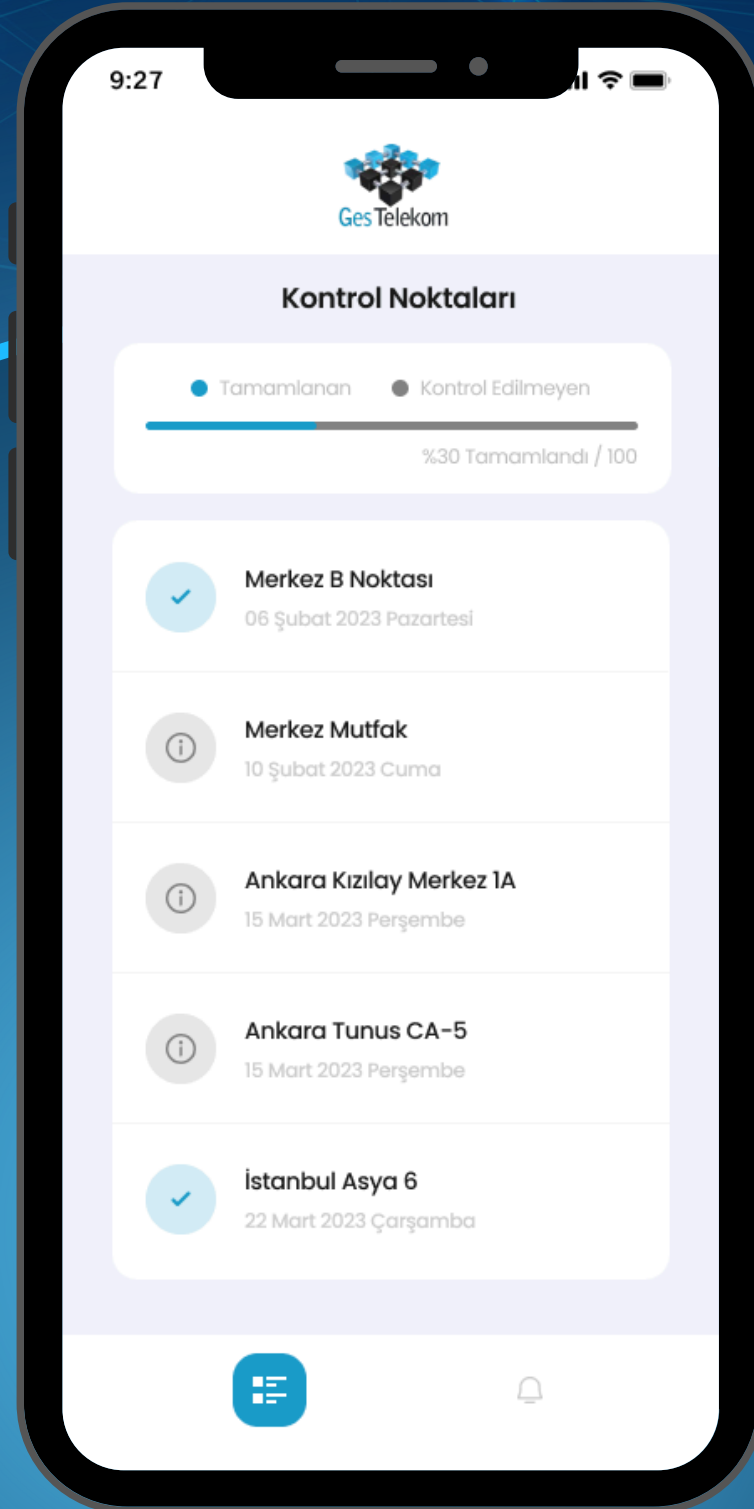 9:27
Ges Telekom
Kontrol Noktaları
Tamamlanan
Kontrol Edilmeyen
%30 Tamamlandı / 100
Merkez B Noktası
06 Şubat 2023 Pazartesi
Merkez Mutfak
10 Şubat 2023 Cuma
Ankara Kızılay Merkez 1A
15 Mart 2023 Perşembe
Ankara Tunus CA-5
15 Mart 2023 Perşembe
İstanbul Asya 6
22 Mart 2023 Çarşamba